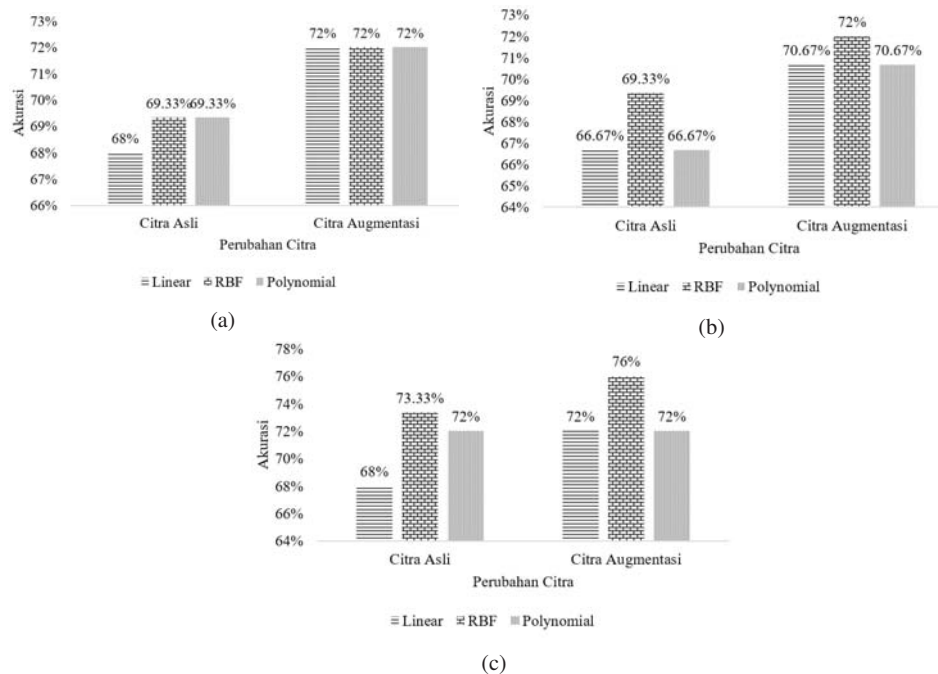 73%
72%
71%
70%
69%
68%
67%
66%
Akurasi
68%
69.33%
69.33%
72%
72%
72%
Citra Asli
Citra Augmentasi
Perubahan Citra
Linear
RBF
Polynomial
(a)
73%
72%
71%
70%
69%
68%
67%
66%
65%
64%
Akurasi
66.67%
69.33%
66.67%
70.67%
72%
70.67%
Citra Asli
Citra Augmentasi
Perubahan Citra
Linear
RBF
Polynomial
(b)
78%
76%
74%
72%
70%
68%
66%
64%
Akurasi
68%
73.33%
72%
72%
76%
72%
Citra Asli
Citra Augmentasi
Perubahan Citra
Linear
RBF
Polynomial
(c)